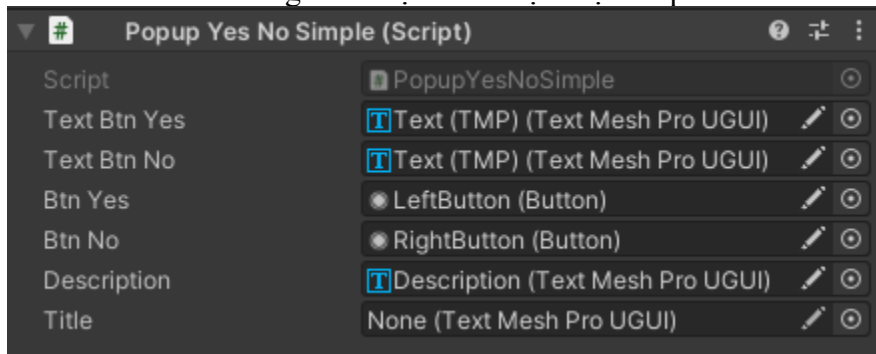 Popup Yes No Simple (Script)
Script PopupYesNoSimple
Text Btn Yes Text (TMP) (Text Mesh Pro UGUI)
Text Btn No Text (TMP) (Text Mesh Pro UGUI)
Btn Yes LeftButton (Button)
Btn No RightButton (Button)
Description Description (Text Mesh Pro UGUI)
Title None (Text Mesh Pro UGUI)